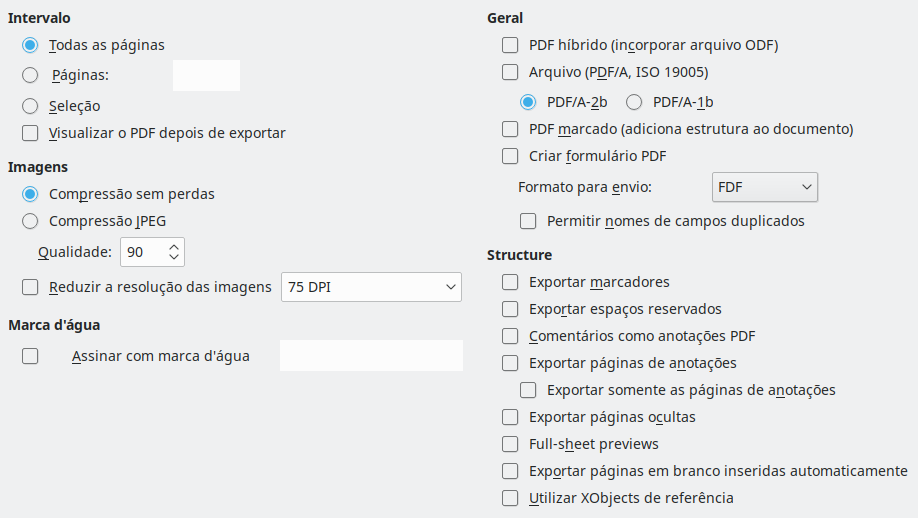 Intervalo
Todas as páginas
Páginas:
Seleção
Visualizar o PDF depois de exportar
Imagens
Compressão sem perdas
Compressão JPEG
Qualidade: 90
Reduzir a resolução das imagens 75 DPI
Marca d'água
Assinar com marca d'água
Geral
PDF híbrido (incorporar arquivo ODF)
Arquivo (PDF/A, ISO 19005)
PDF/A-2b PDF/A-1b
PDF marcado (adiciona estrutura ao documento)
Criar formulário PDF
Formato para envio: FDF
Permitir nomes de campos duplicados
Structure
Exportar marcadores
Exportar espaços reservados
Comentários como anotações PDF
Exportar páginas de anotações
Exportar somente as páginas de anotações
Exportar páginas ocultas
Full-sheet previews
Exportar páginas em branco inseridas automaticamente
Utilizar XObjects de referência